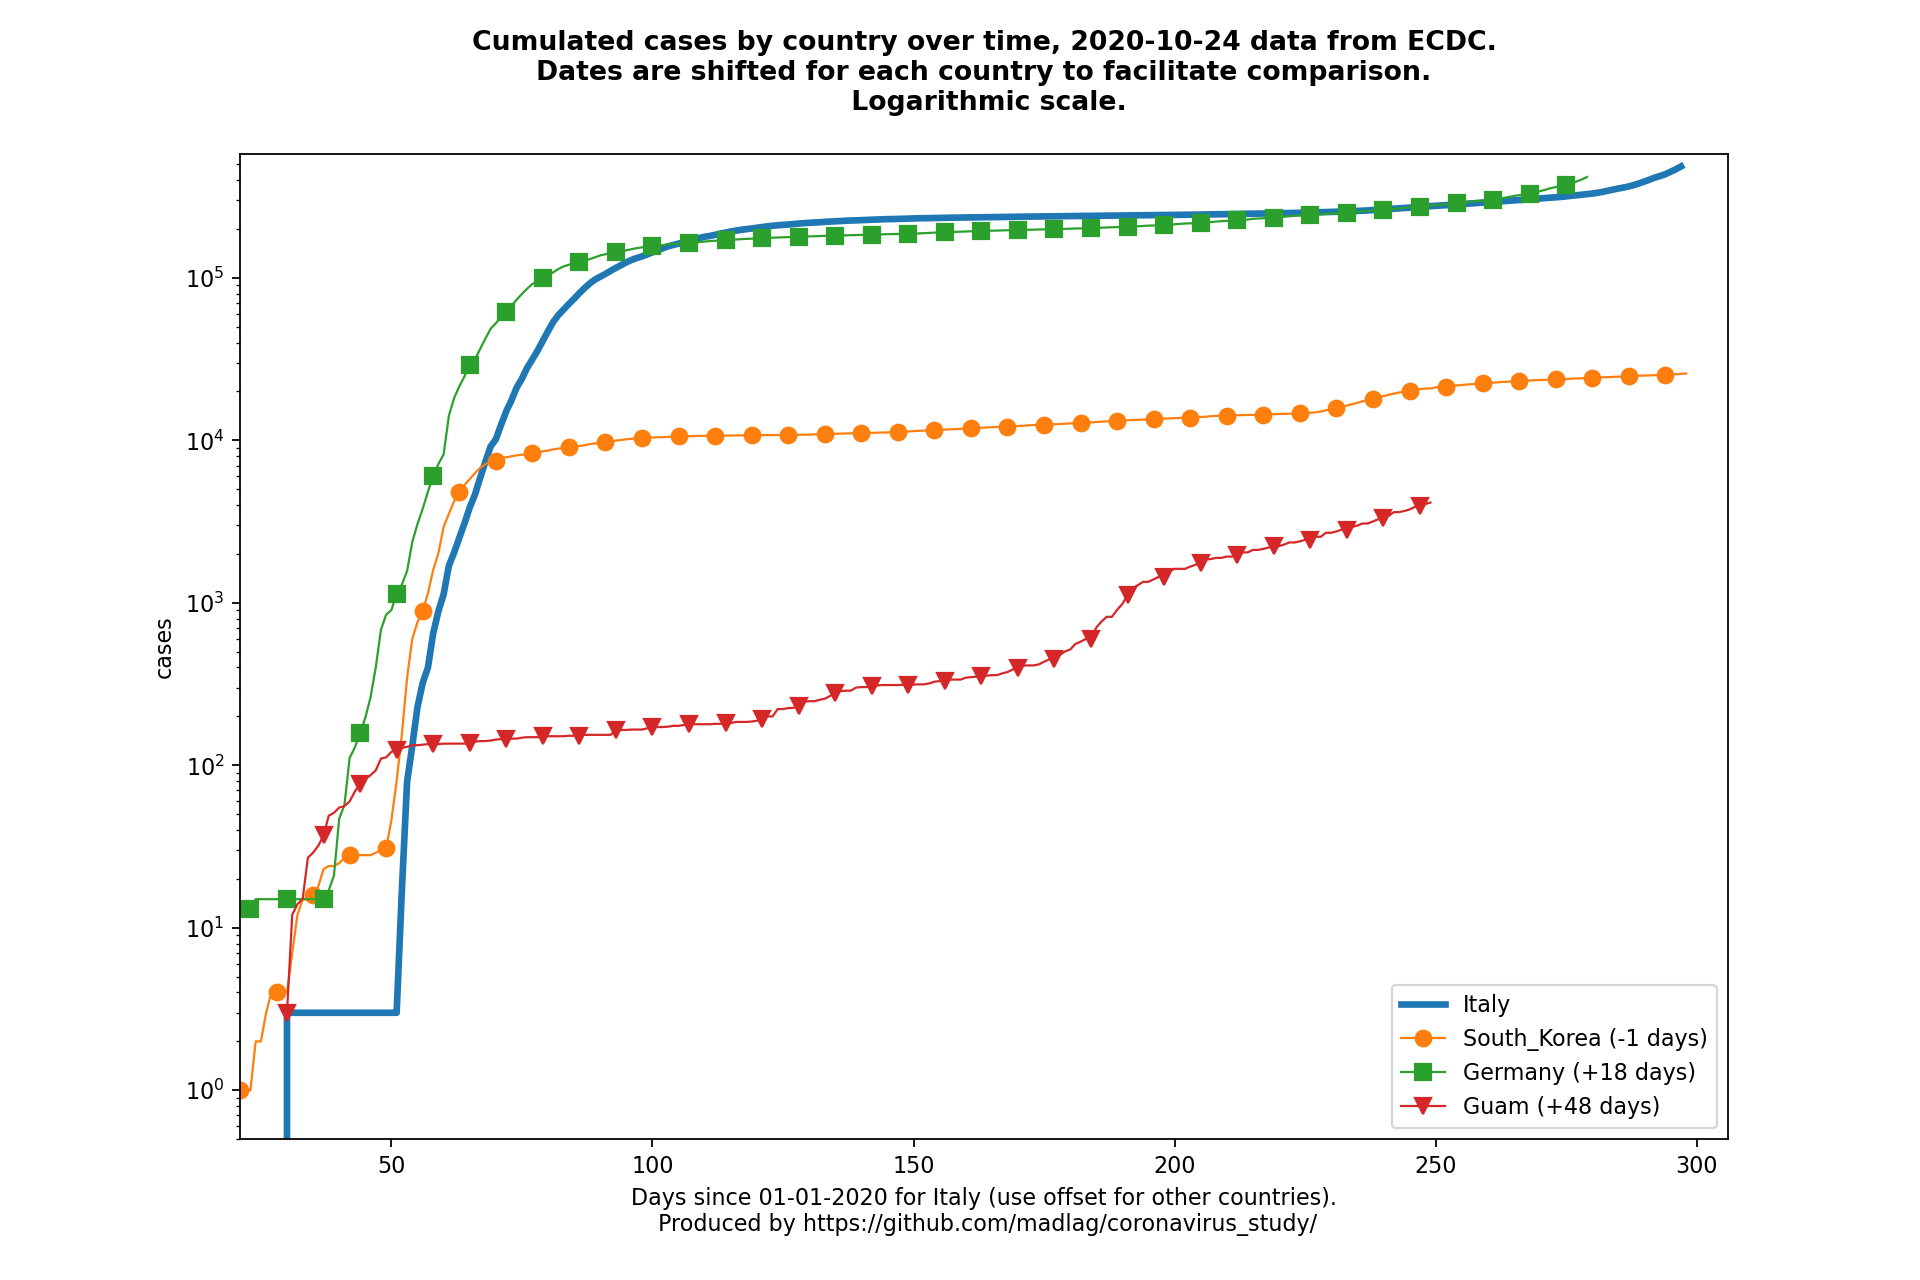 Cumulated cases by country over time, 2020-10-24 data from ECDC.
Dates are shifted for each country to facilitate comparison.
Logarithmic scale.
cases
10^5
10^4
10^3
10^2
10^1
10^0
50
100
150
200
250
300
Italy
South_Korea (-1 days)
Germany (+18 days)
Guam (+48 days)
Days since 01-01-2020 for Italy (use offset for other countries).
Produced by https://github.com/madlag/coronavirus_study/